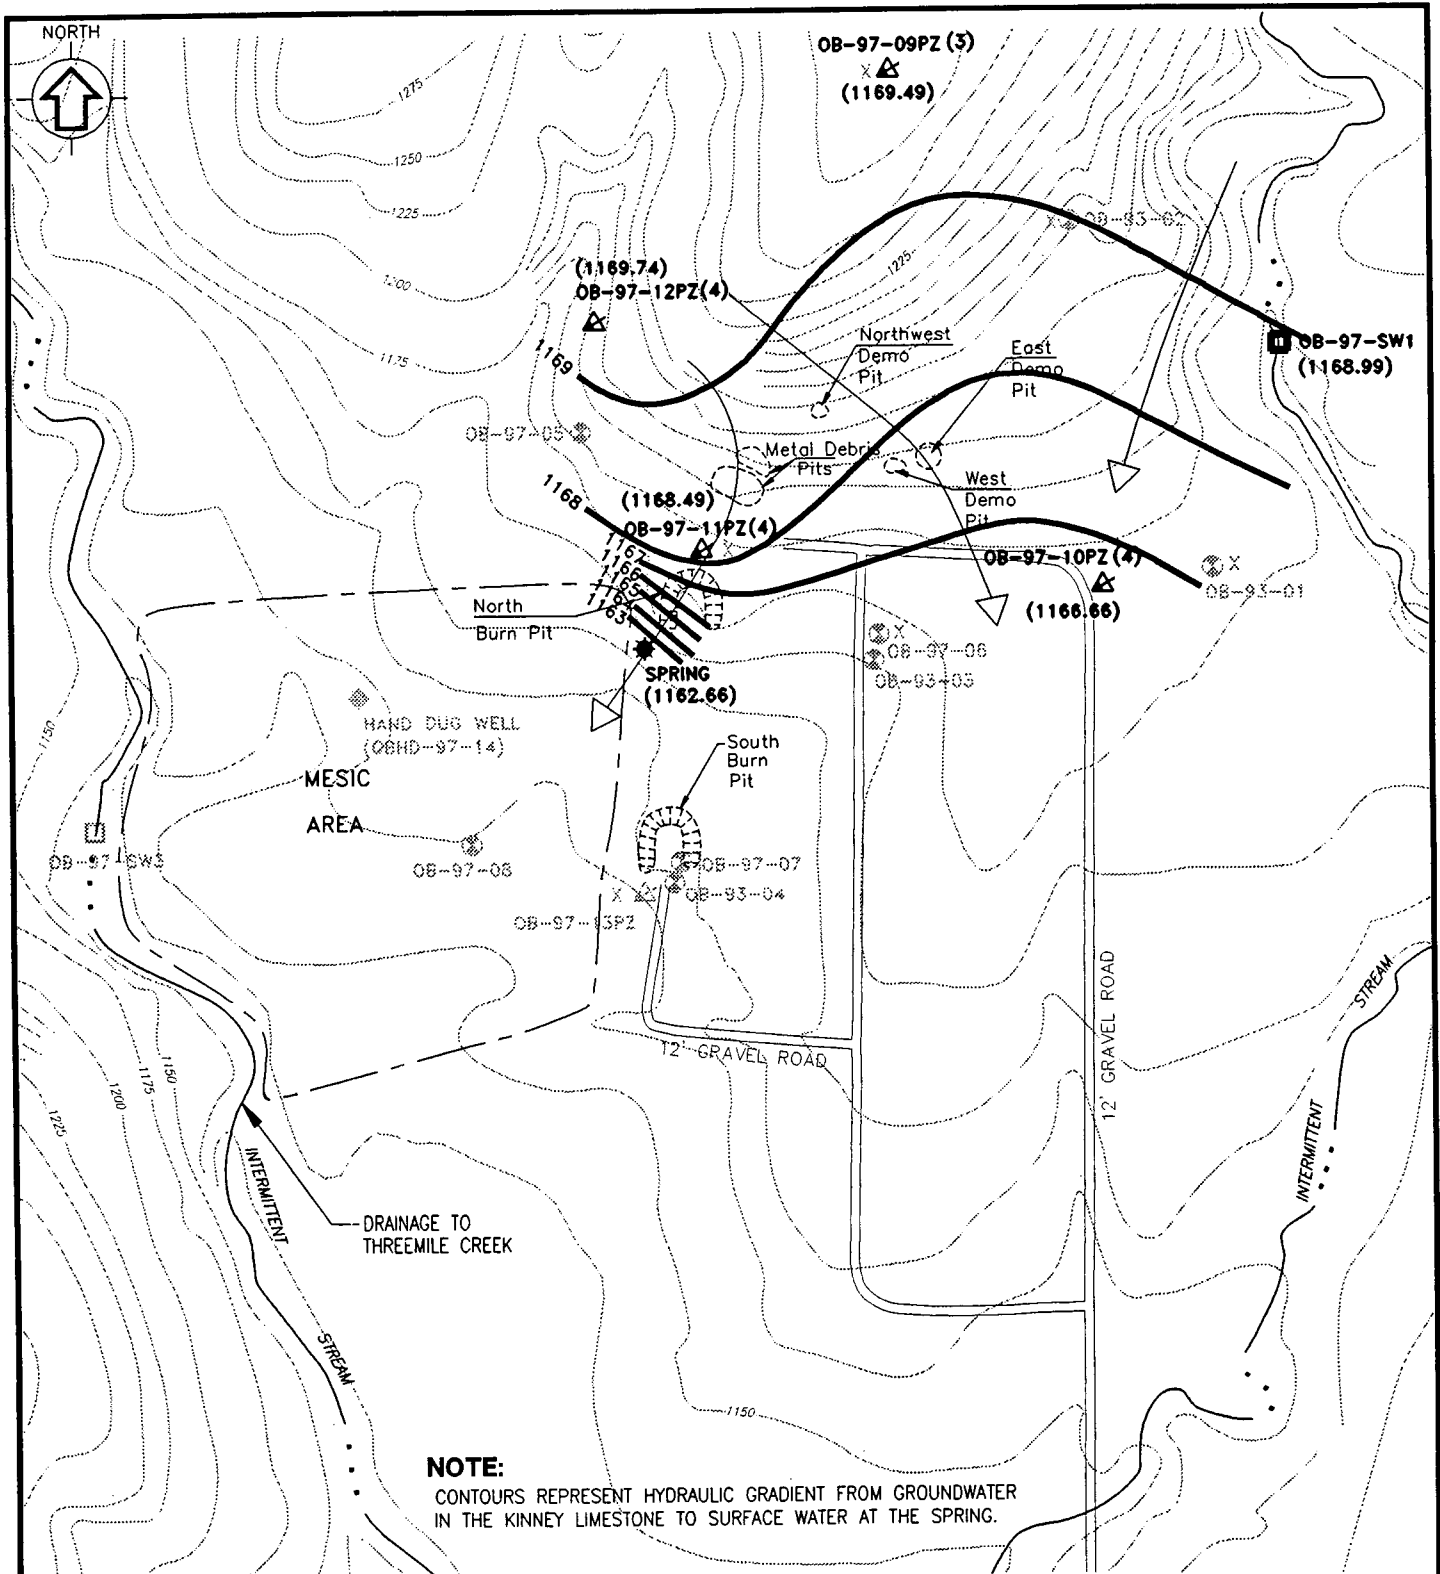 NORTH
OB-97-09PZ (3)
X
(1169.49)
1275
1250
1225
1200
1175
X OB-93-02
1225
(1169.74)
OB-97-12PZ(4)
1169
Northwest
Demo
Pit
East
Demo
Pit
OB-97-SW1
(1168.99)
OB-97-05
Metal Debris
Pits
West
Demo
Pit
1168
(1168.49)
OB-97-11PZ(4)
X
1167
1166
1165
1164
1163
OB-97-10PZ(4)
(1166.66)
X
OB-93-01
North
Burn Pit
X
OB-97-06
OB-93-03
SPRING
(1162.66)
1150
HAND DUG WELL
(OBHD-97-14)
MESIC
AREA
South
Burn
Pit
OB-97-SW3
OB-97-08
OB-97-07
X
OB-93-04
OB-97-13PZ
12' GRAVEL ROAD
12' GRAVEL ROAD
STREAM
INTERMITTENT
1150
1175
1200
1225
INTERMITTENT
STREAM
DRAINAGE TO
THREEMILE CREEK
1150
NOTE:
CONTOURS REPRESENT HYDRAULIC GRADIENT FROM GROUNDWATER
IN THE KINNEY LIMESTONE TO SURFACE WATER AT THE SPRING.